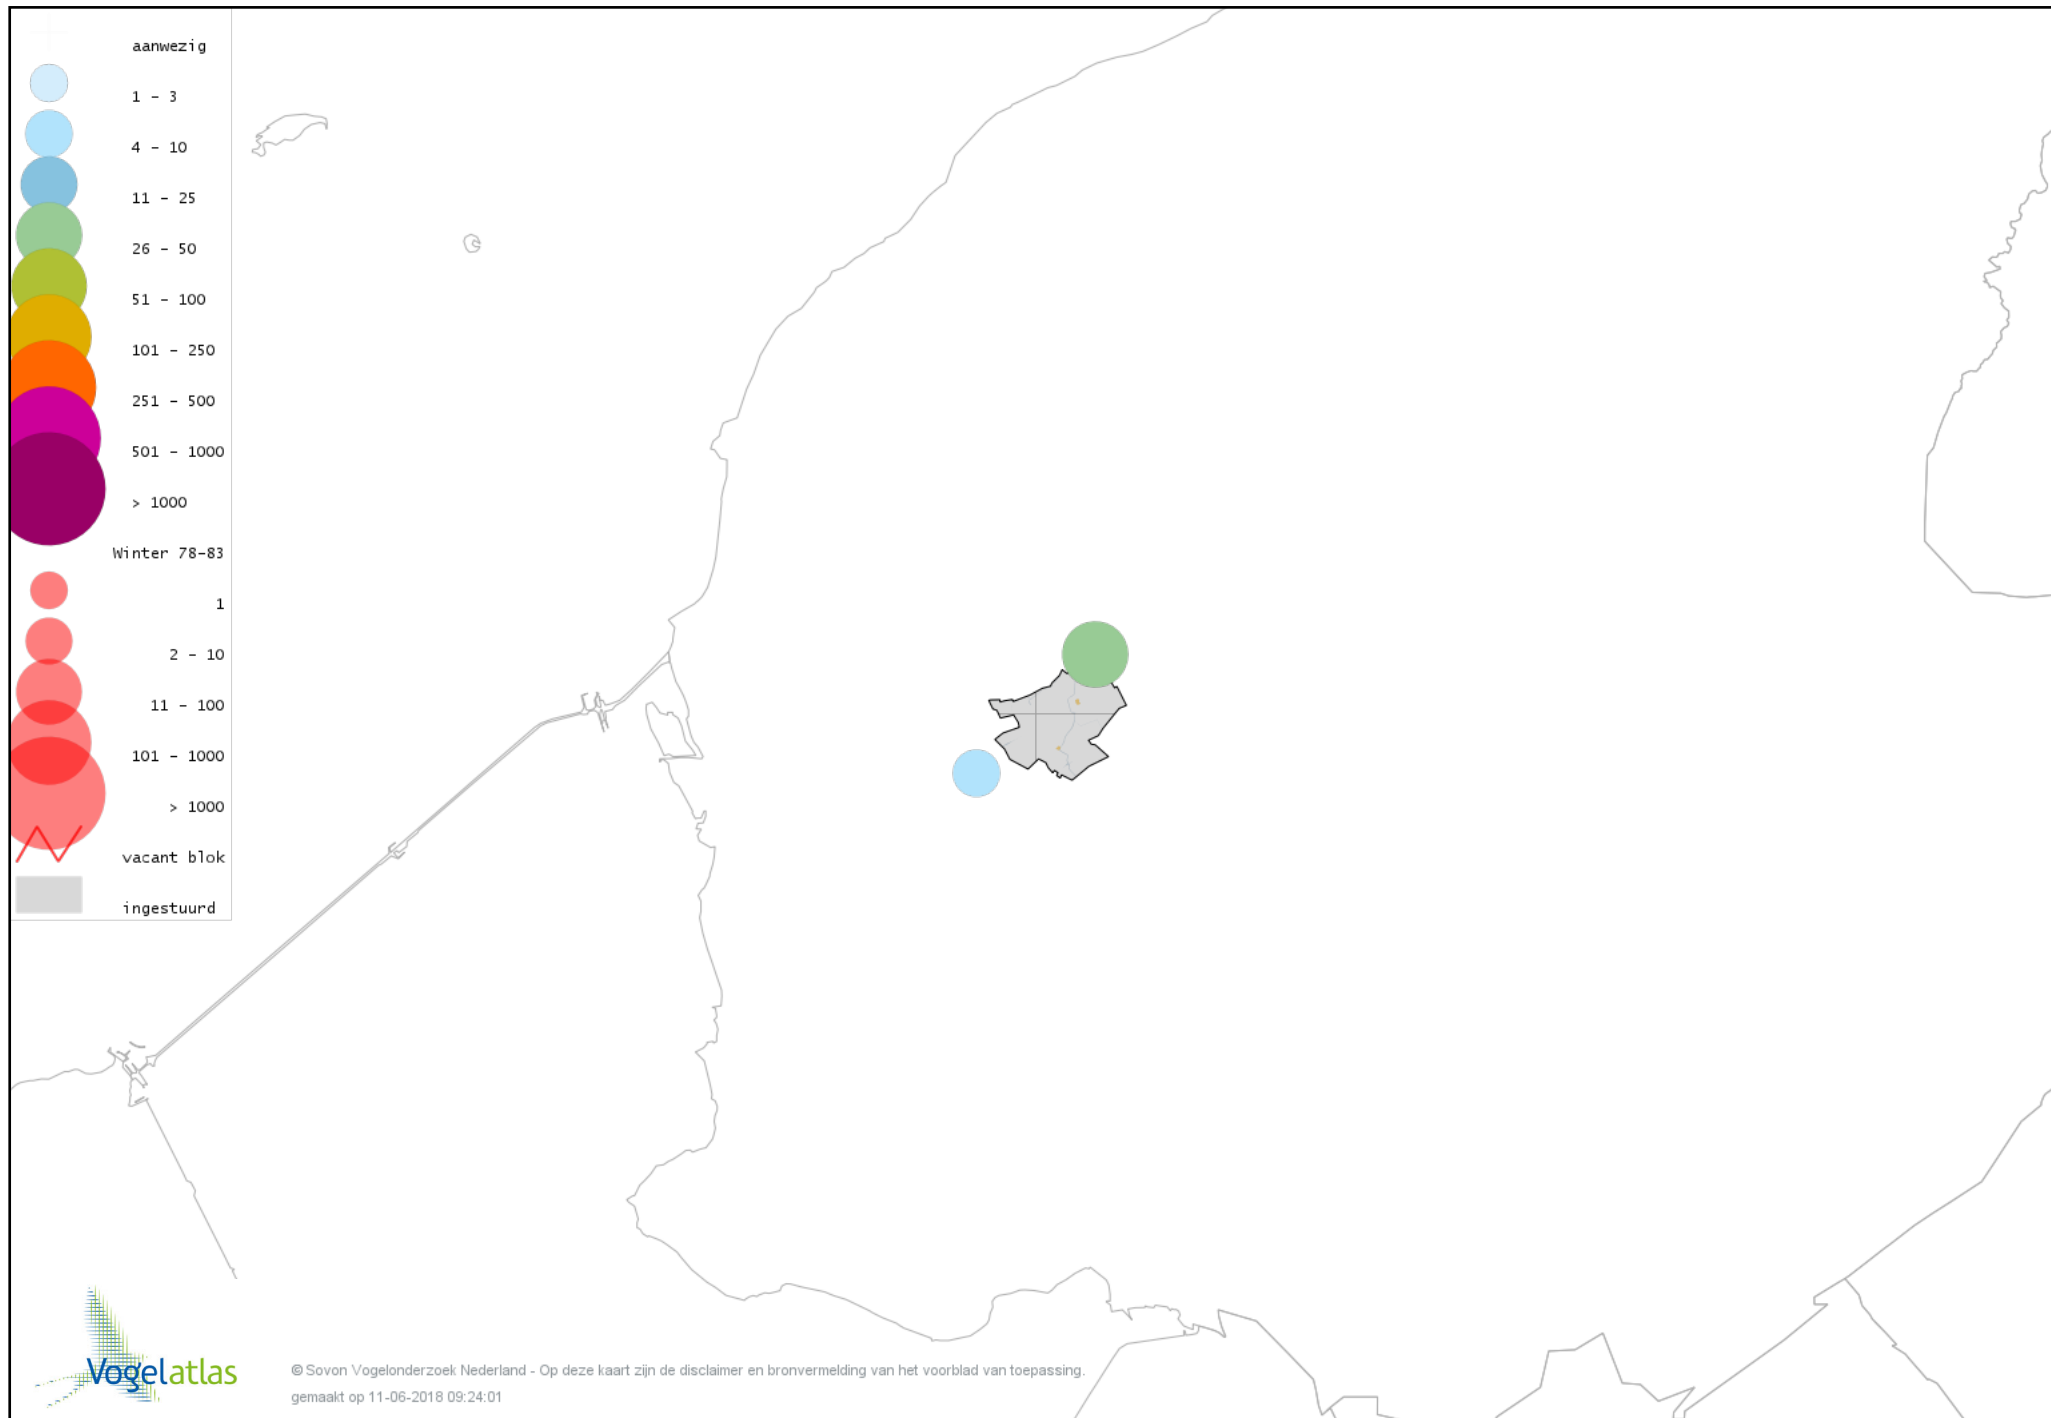 aanwezig
1 - 3
4 - 10
11 - 25
26 - 50
51 - 100
101 - 250
251 - 500
501 - 1000
> 1000
Winter 78-83
1
2 - 10
11 - 100
101 - 1000
> 1000
vacant blok
ingestuurd
Vogelatlas
© Sovon Vogelonderzoek Nederland - Op deze kaart zijn de disclaimer en bronvermelding van het voorblad van toepassing.
gemaakt op 11-06-2018 09:24:01